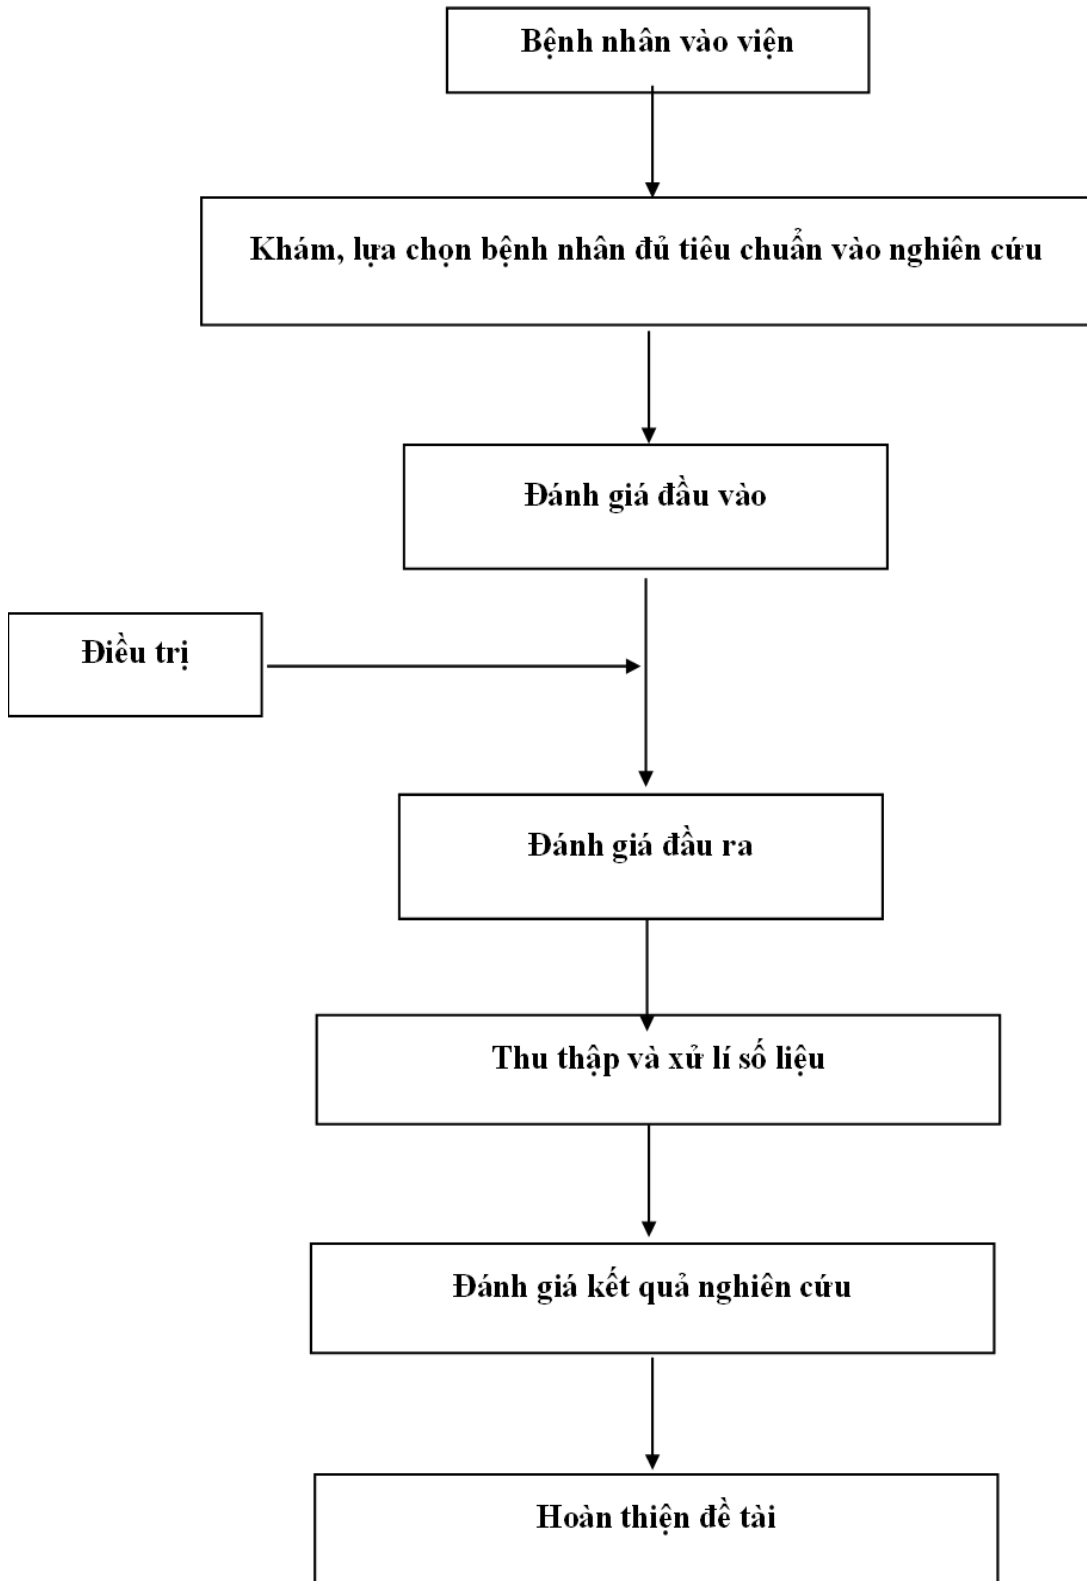 Bệnh nhân vào viện
Khám, lựa chọn bệnh nhân đủ tiêu chuẩn vào nghiên cứu
Đánh giá đầu vào
Điều trị
Đánh giá đầu ra
Thu thập và xử lí số liệu
Đánh giá kết quả nghiên cứu
Hoàn thiện đề tài